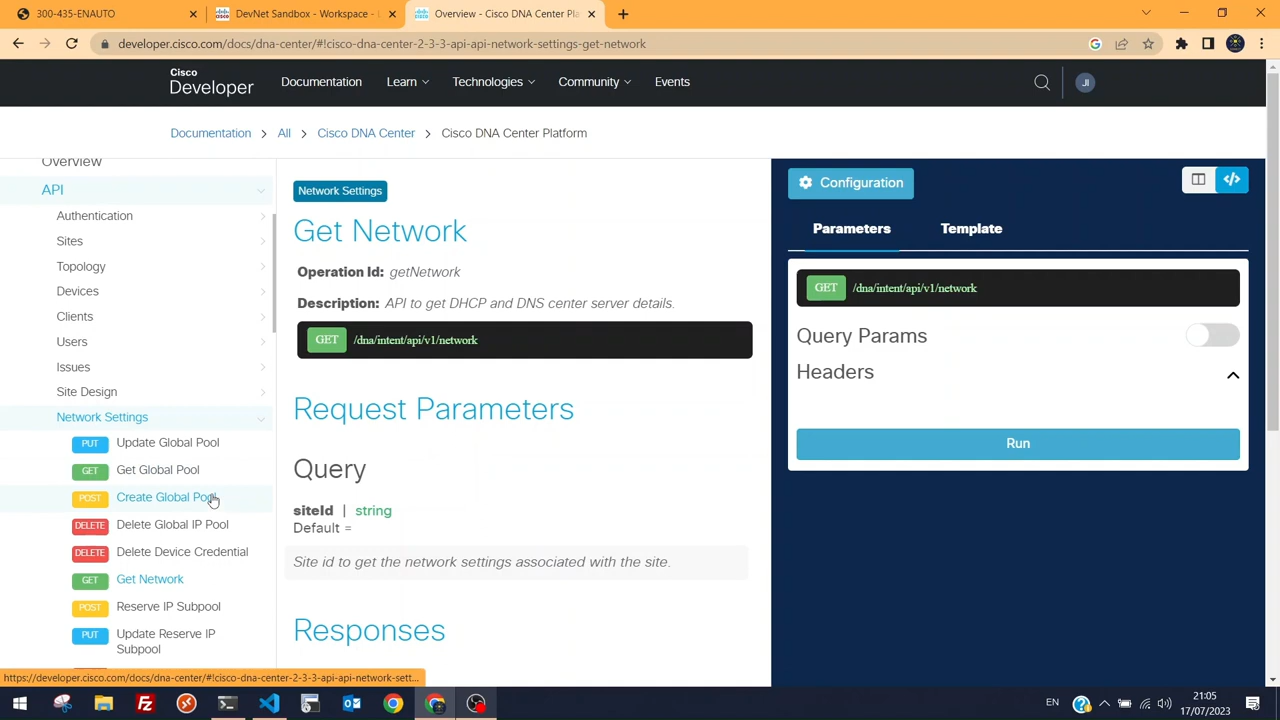 300-435-ENAUTO
DevNet Sandbox - Workspace - L
Overview - Cisco DNA Center Pla
developer.cisco.com/docs/dna-center/#!cisco-dna-center-2-3-3-api-api-network-settings-get-network
Cisco
Developer
Documentation
Learn
Technologies
Community
Events
JI
Documentation > All > Cisco DNA Center > Cisco DNA Center Platform
Overview
API
Authentication
Sites
Topology
Devices
Clients
Users
Issues
Site Design
Network Settings
PUT Update Global Pool
GET Get Global Pool
POST Create Global Pool
DELETE Delete Global IP Pool
DELETE Delete Device Credential
GET Get Network
POST Reserve IP Subpool
PUT Update Reserve IP
Subpool
Network Settings
Get Network
Operation Id: getNetwork
Description: API to get DHCP and DNS center server details.
GET /dna/intent/api/v1/network
Request Parameters
Query
siteId | string
Default =
Site id to get the network settings associated with the site.
Responses
Configuration
Parameters
Template
GET /dna/intent/api/v1/network
Query Params
Headers
Run
https://developer.cisco.com/docs/dna-center/#!cisco-dna-center-2-3-3-api-api-network-sett...
EN
21:05
17/07/2023